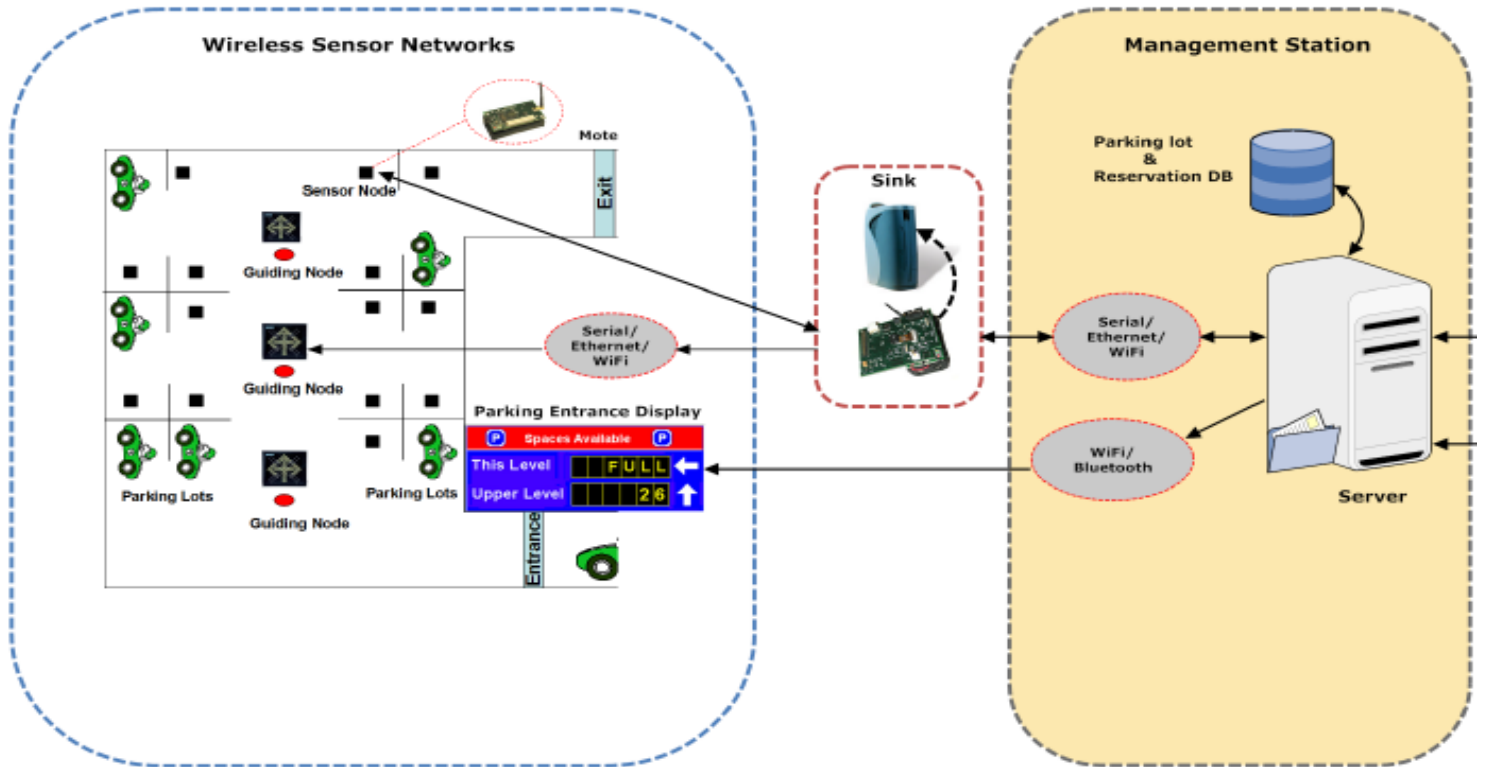 Wireless Sensor Networks
Mote
Sensor Node
Exit
Guiding Node
Guiding Node
Serial/
Ethernet/
WiFi
Parking Entrance Display
P Spaces Available P
This Level FULL
Upper Level 26
Parking Lots
Parking Lots
Guiding Node
Entrance
Sink
Management Station
Parking lot
&
Reservation DB
Serial/
Ethernet/
WiFi
WiFi/
Bluetooth
Server